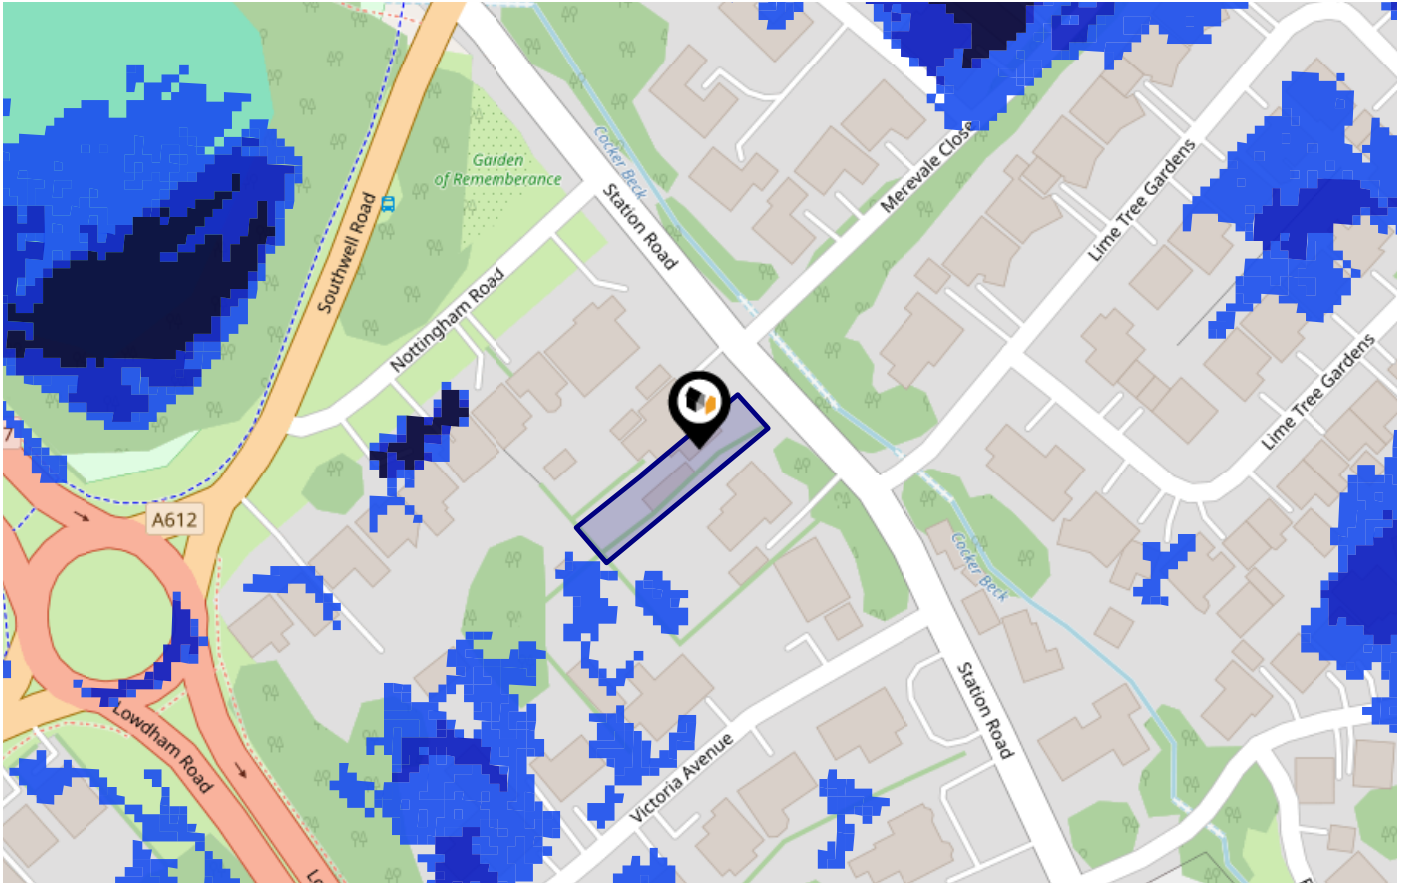 Gaiden
of Rememberance
Cocker Beck
Station Road
Merevale Close
Lime Tree Gardens
Southwell Road
Nottingham Road
Lime Tree Gardens
A612
Cocker Beck
Station Road
Lowdham Road
Victoria Avenue